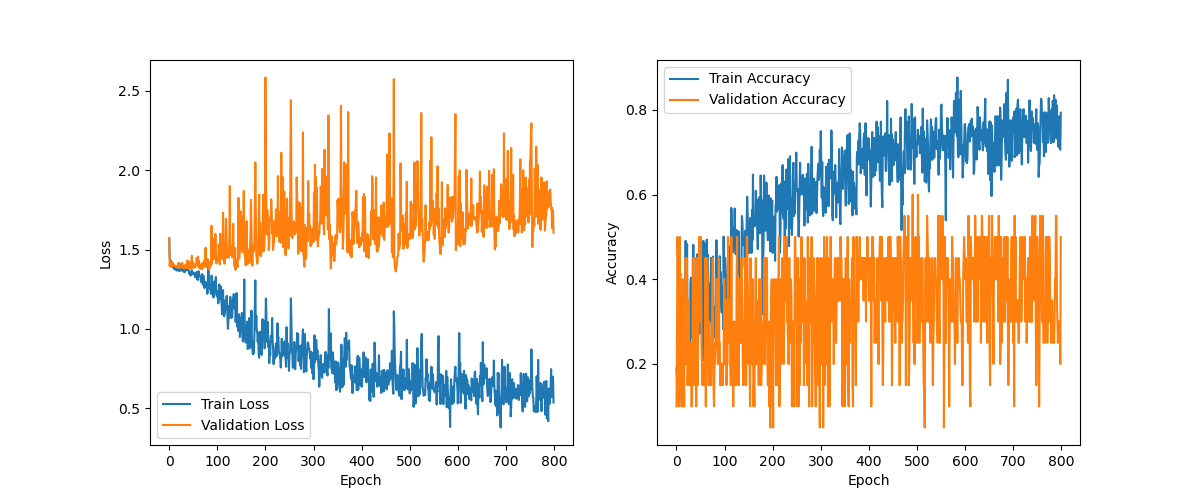 2.5
2.0
1.5
1.0
0.5
Loss
0 100 200 300 400 500 600 700 800
Epoch
Train Loss
Validation Loss
Train Accuracy
Validation Accuracy
0.8
0.6
0.4
0.2
Accuracy
0 100 200 300 400 500 600 700 800
Epoch